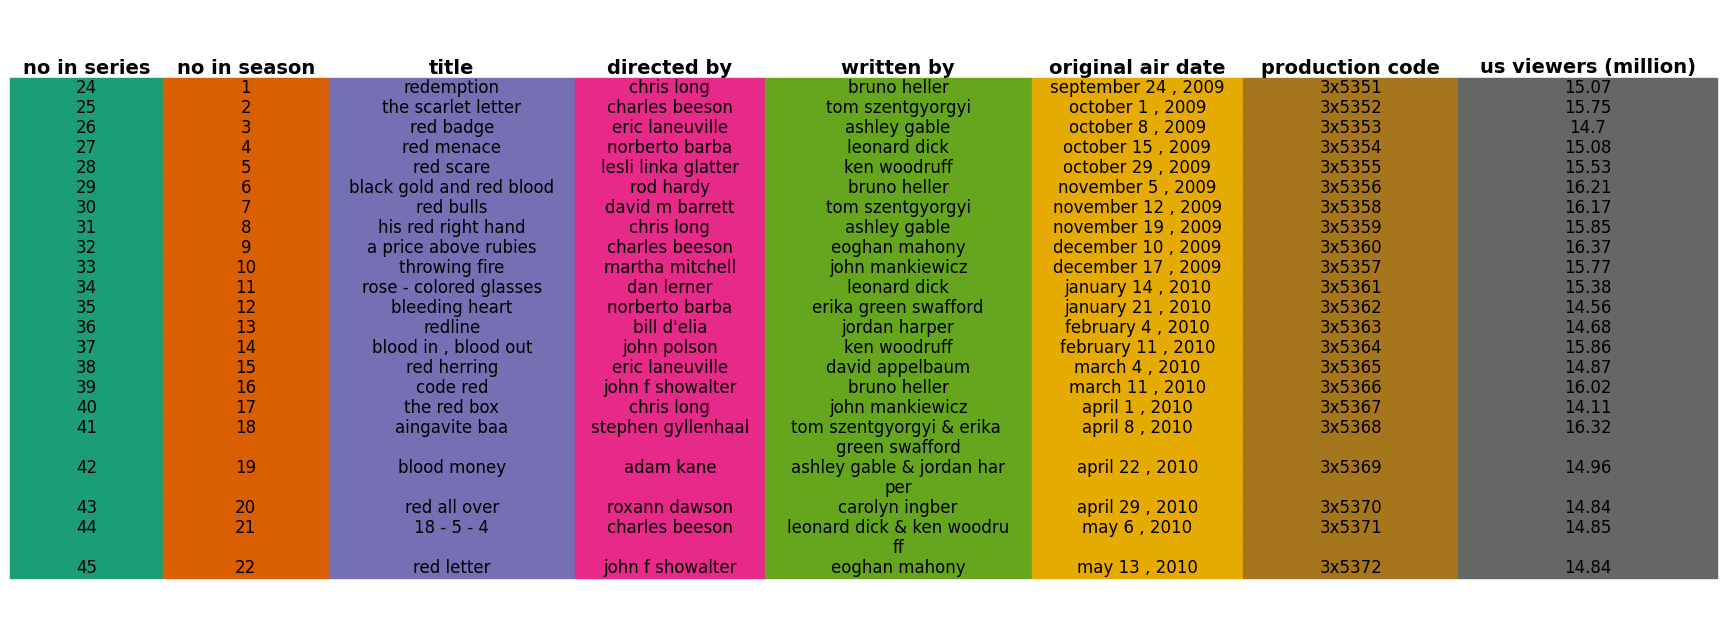 no in series no in season title directed by written by original air date production code us viewers (million)
24 1 redemption chris long bruno heller september 24 , 2009 3x5351 15.07
25 2 the scarlet letter charles beeson tom szentgyorgyi october 1 , 2009 3x5352 15.75
26 3 red badge eric laneuville ashley gable october 8 , 2009 3x5353 14.7
27 4 red menace norberto barba leonard dick october 15 , 2009 3x5354 15.08
28 5 red scare lesli linka glatter ken woodruff october 29 , 2009 3x5355 15.53
29 6 black gold and red blood rod hardy bruno heller november 5 , 2009 3x5356 16.21
30 7 red bulls david m barrett tom szentgyorgyi november 12 , 2009 3x5358 16.17
31 8 his red right hand chris long ashley gable november 19 , 2009 3x5359 15.85
32 9 a price above rubies charles beeson eoghan mahony december 10 , 2009 3x5360 16.37
33 10 throwing fire martha mitchell john mankiewicz december 17 , 2009 3x5357 15.77
34 11 rose - colored glasses dan lerner leonard dick january 14 , 2010 3x5361 15.38
35 12 bleeding heart norberto barba erika green swafford january 21 , 2010 3x5362 14.56
36 13 redline bill d'elia jordan harper february 4 , 2010 3x5363 14.68
37 14 blood in , blood out john polson ken woodruff february 11 , 2010 3x5364 15.86
38 15 red herring eric laneuville david appelbaum march 4 , 2010 3x5365 14.87
39 16 code red john f showalter bruno heller march 11 , 2010 3x5366 16.02
40 17 the red box chris long john mankiewicz april 1 , 2010 3x5367 14.11
41 18 aingavite baa stephen gyllenhaal tom szentgyorgyi & erika april 8 , 2010 3x5368 16.32
green swafford
42 19 blood money adam kane ashley gable & jordan har april 22 , 2010 3x5369 14.96
per
43 20 red all over roxann dawson carolyn ingber april 29 , 2010 3x5370 14.84
44 21 18 - 5 - 4 charles beeson leonard dick & ken woodru may 6 , 2010 3x5371 14.85
ff
45 22 red letter john f showalter eoghan mahony may 13 , 2010 3x5372 14.84